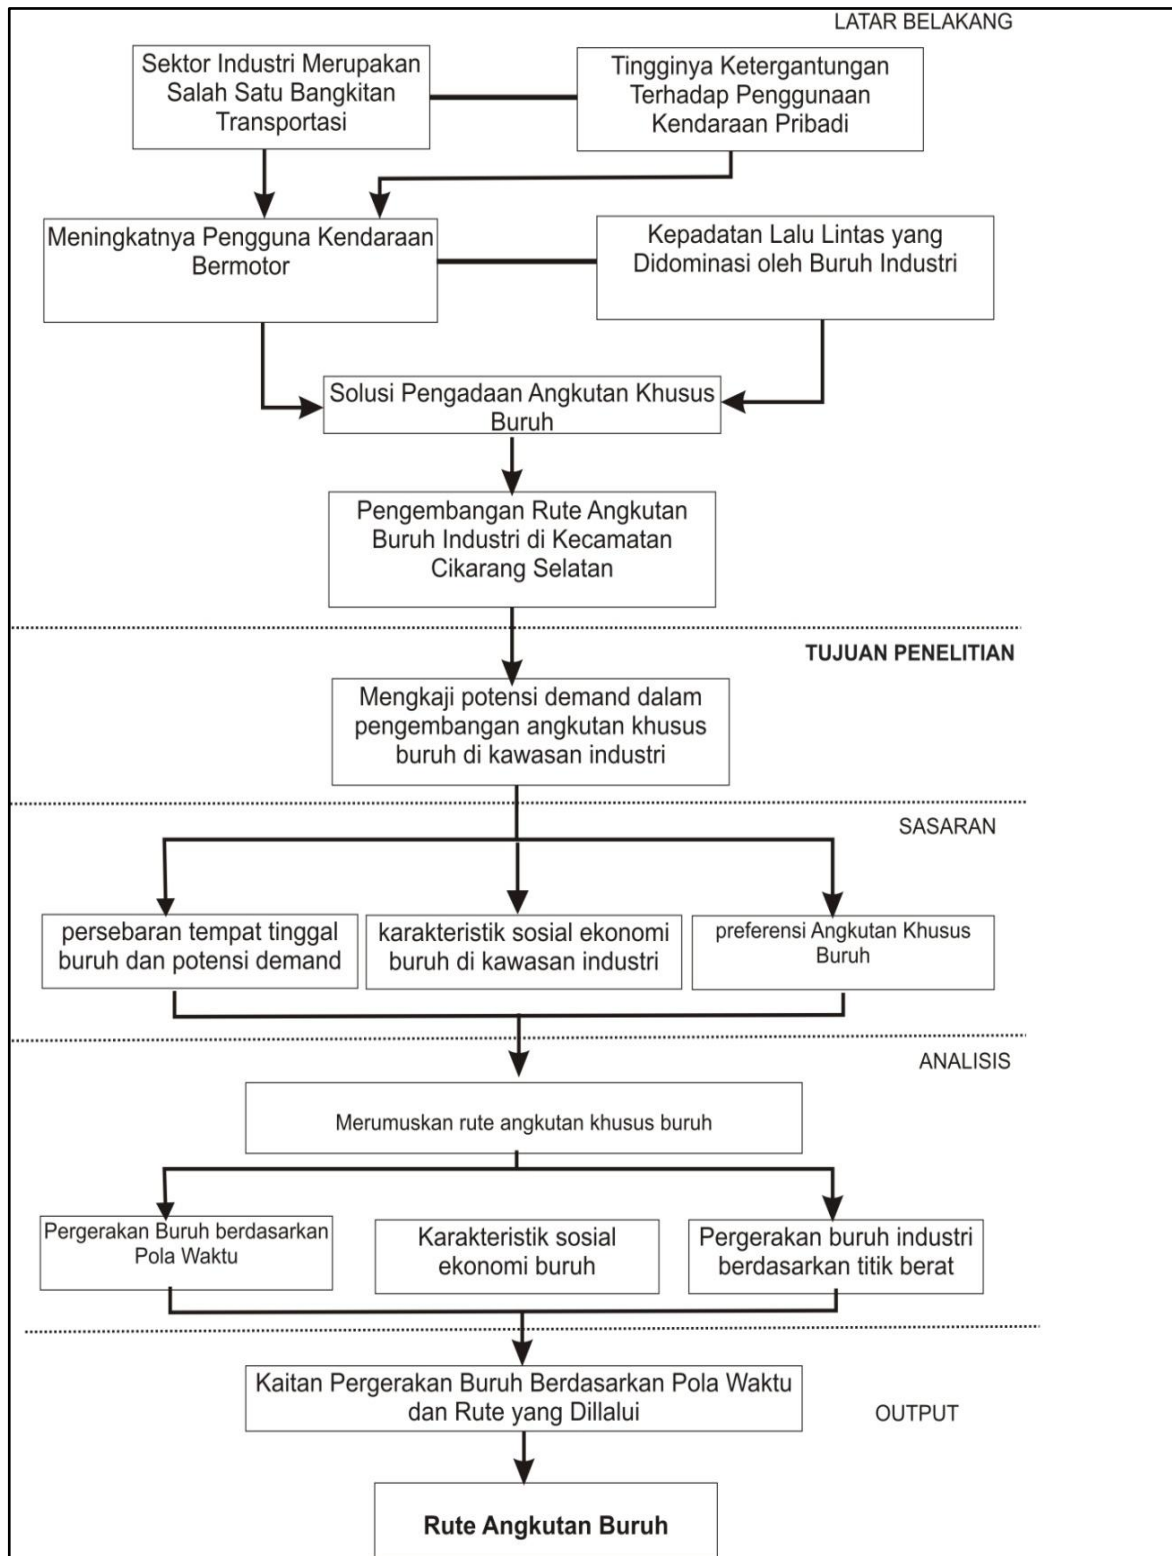 LATAR BELAKANG
Sektor Industri Merupakan
Salah Satu Bangkitan
Transportasi
Tingginya Ketergantungan
Terhadap Penggunaan
Kendaraan Pribadi
Meningkatnya Pengguna Kendaraan
Bermotor
Kepadatan Lalu Lintas yang
Didominasi oleh Buruh Industri
Solusi Pengadaan Angkutan Khusus
Buruh
Pengembangan Rute Angkutan
Buruh Industri di Kecamatan
Cikarang Selatan
TUJUAN PENELITIAN
Mengkaji potensi demand dalam
pengembangan angkutan khusus
buruh di kawasan industri
SASARAN
persebaran tempat tinggal
buruh dan potensi demand
karakteristik sosial ekonomi
buruh di kawasan industri
preferensi Angkutan Khusus
Buruh
ANALISIS
Merumuskan rute angkutan khusus buruh
Pergerakan Buruh berdasarkan
Pola Waktu
Karakteristik sosial
ekonomi buruh
Pergerakan buruh industri
berdasarkan titik berat
Kaitan Pergerakan Buruh Berdasarkan Pola Waktu
dan Rute yang Dillalui
OUTPUT
Rute Angkutan Buruh